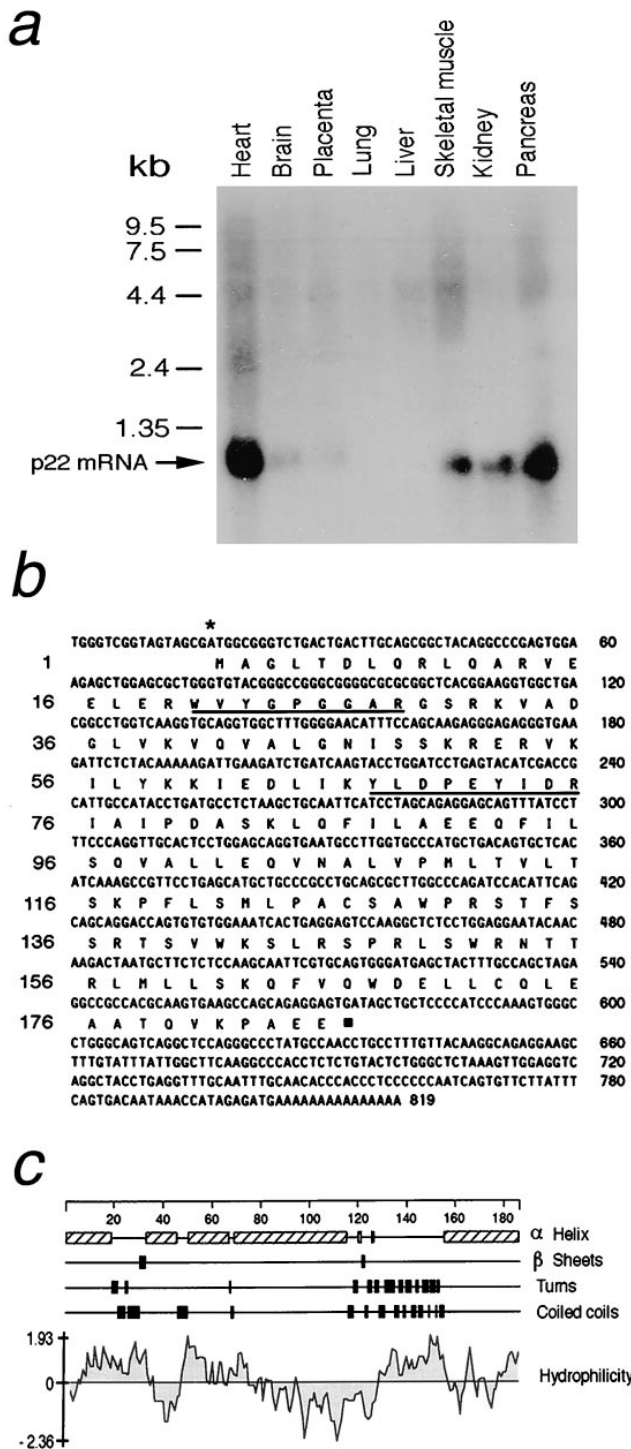 a
kb
Heart
Brain
Placenta
Lung
Liver
Skeletal muscle
Kidney
Pancreas
9.5
7.5
4.4
2.4
1.35
p22 mRNA
b
*
TGGGTCGGTAGTAGCGATGGCGGGTCTGACTGACTTGCAGCGGCTACAGGCCCGAGTGGA 60
1 M A G L T D L Q R L Q A R V E
AGAGCTGGAGCGCTGGGTGTACGGGCCGGGCGGGGCGCGCGGCTCACGGAAGGTGGCTGA 120
16 E L E R W V Y G P G G A R G S R K V A D
CGGCCTGGTCAAGGTGCAGGTGGCTTTGGGGAACATTTCCAGCAAGAGGGAGAGGGTGAA 180
36 G L V K V Q V A L G N I S S K R E R V K
GATTCTCTACAAAAAGATTGAAGATCTGATCAAGTACCTGGATCCTGAGTACATCGACCG 240
56 I L Y K K I E D L I K Y L D P E Y I D R
CATTGCCATACCTGATGCCTCTAAGCTGCAATTCATCCTAGCAGAGGAGCAGTTTATCCT 300
76 I A I P D A S K L Q F I L A E E Q F I L
TTCCCAGGTTGCACTCCTGGAGCAGGTGAATGCCTTGGTGCCCATGCTGACAGTGCTCAC 360
96 S Q V A L L E Q V N A L V P M L T V L T
ATCAAAGCCGTTCCTGAGCATGCTGCCCGCCTGCAGCGCTTGGCCCAGATCCACATTCAG 420
116 S K P F L S M L P A C S A W P R S T F S
CAGCAGGACCAGTGTGTGGAAATCACTGAGGAGTCCAAGGCTCTCCTGGAGGAATACAAC 480
136 S R T S V W K S L R S P R L S W R N T T
AAGACTAATGCTTCTCTCCAAGCAATTCGTGCAGTGGGATGAGCTACTTTGCCAGCTAGA 540
156 R L M L L S K Q F V Q W D E L L C Q L E
GGCCGCCACGCAAGTGAAGCCAGCAGAGGAGTGATAGCTGCTCCCCATCCCAAAGTGGGC 600
176 A A T Q V K P A E E ■
CTGGGCAGTCAGGCTCCAGGGCCCTATGCCAACCTGCCTTTGTTACAAGGCAGAGGAAGC 660
TTTGTATTTATTGGCTTCAAGGCCCACCTCTCTGTACTCTGGGCTCTAAAGTTGGAGGTC 720
AGGCTACCTGAGGTTTGCAATTTGCAACACCCACCCTCCCCCCAATCAGTGTTCTTATTT 780
CAGTGACAATAAACCATAGAGATGAAAAAAAAAAAAAAAA 819
c
20 40 60 80 100 120 140 160 180
α Helix
β Sheets
Turns
Coiled coils
1.93
0
-2.36
Hydrophilicity